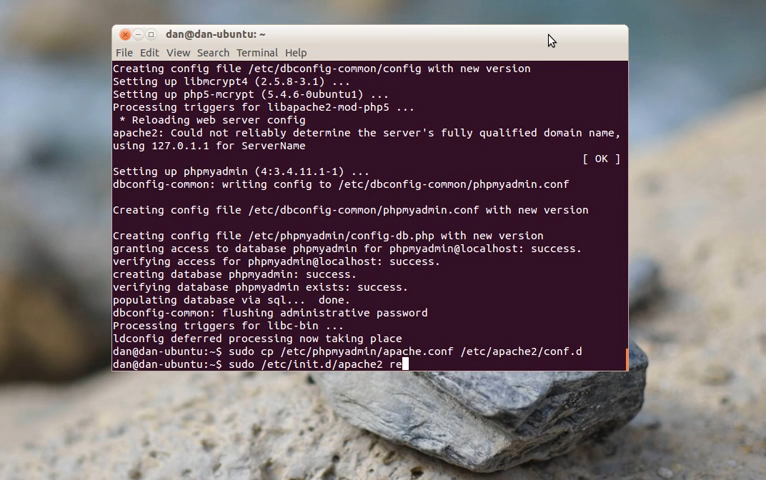 dan@dan-ubuntu: ~
File Edit View Search Terminal Help
Creating config file /etc/dbconfig-common/config with new version
Setting up libmcrypt4 (2.5.8-3.1) ...
Setting up php5-mcrypt (5.4.6-0ubuntu1) ...
Processing triggers for libapache2-mod-php5 ...
 * Reloading web server config
apache2: Could not reliably determine the server's fully qualified domain name,
using 127.0.1.1 for ServerName
[ OK ]
Setting up phpmyadmin (4:3.4.11.1-1) ...
dbconfig-common: writing config to /etc/dbconfig-common/phpmyadmin.conf
Creating config file /etc/dbconfig-common/phpmyadmin.conf with new version
Creating config file /etc/phpmyadmin/config-db.php with new version
granting access to database phpmyadmin for phpmyadmin@localhost: success.
verifying access for phpmyadmin@localhost: success.
creating database phpmyadmin: success.
verifying database phpmyadmin exists: success.
populating database via sql...  done.
dbconfig-common: flushing administrative password
Processing triggers for libc-bin ...
ldconfig deferred processing now taking place
dan@dan-ubuntu:~$ sudo cp /etc/phpmyadmin/apache.conf /etc/apache2/conf.d
dan@dan-ubuntu:~$ sudo /etc/init.d/apache2 re